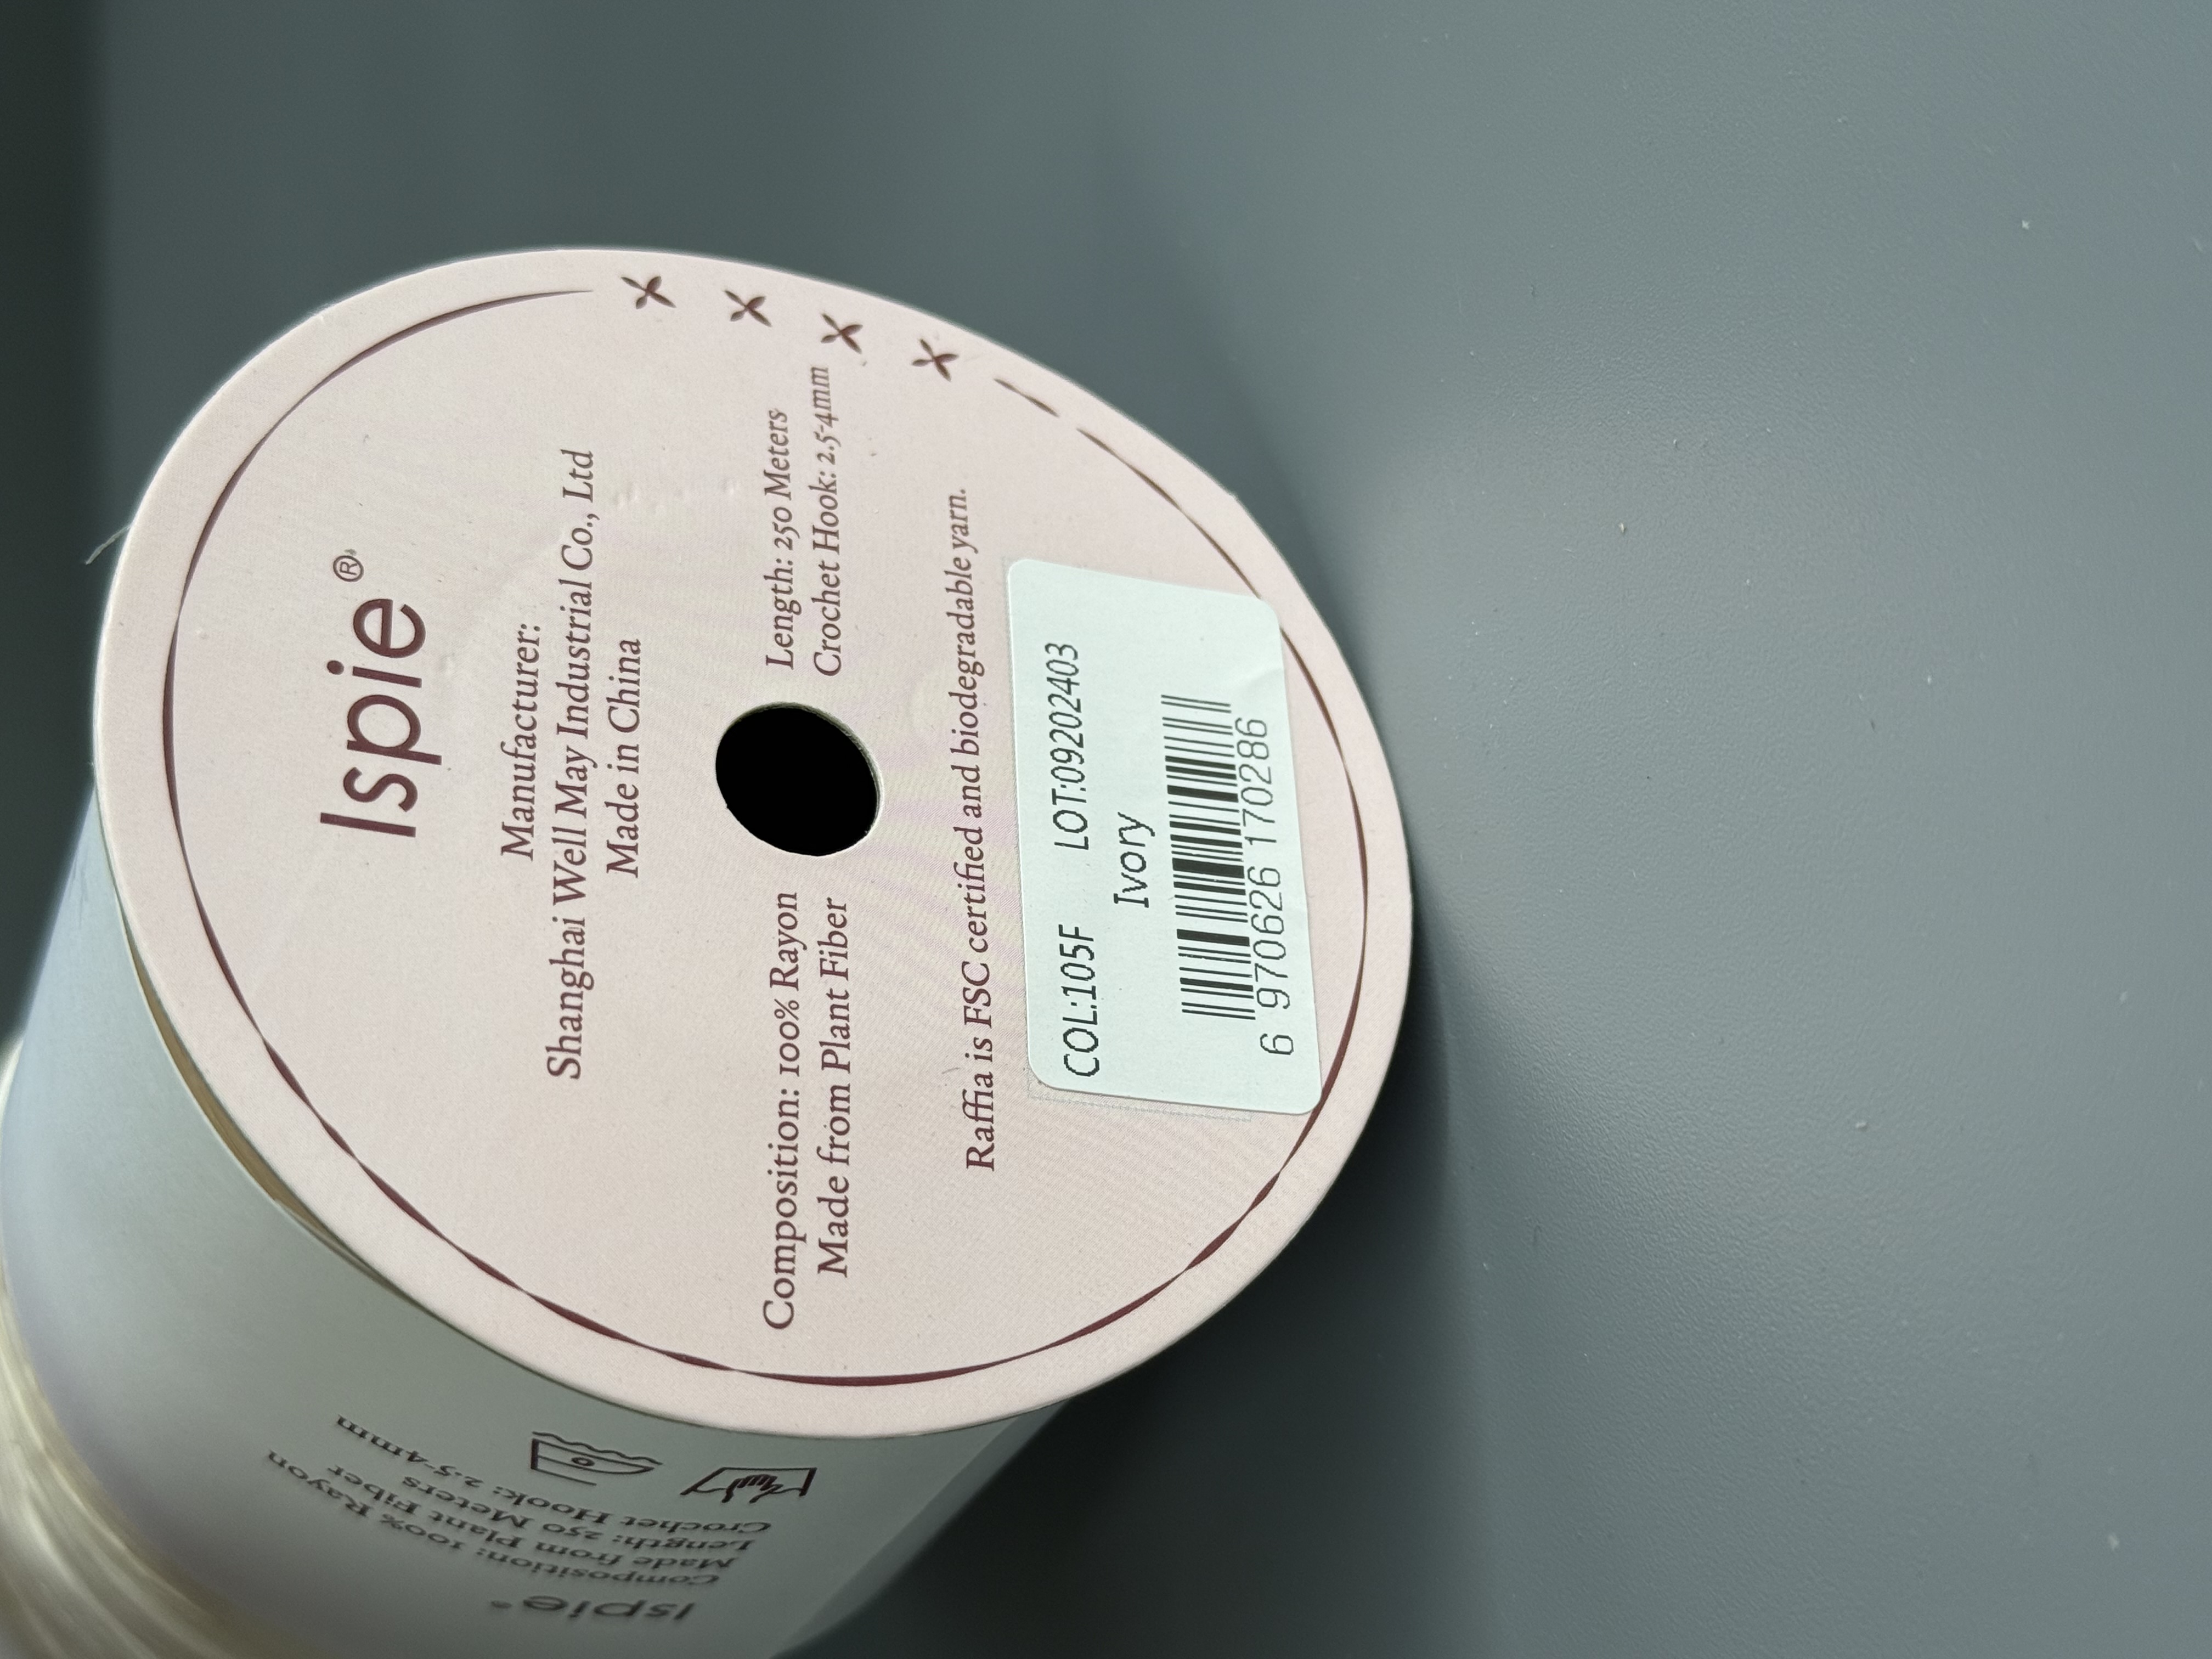 Ispie®
Manufacturer:
Shanghai Well May Industrial Co., Ltd
Made in China
Composition: 100% Rayon
Made from Plant Fiber
Length: 250 Meters
Crochet Hook: 2.5-4mm
Raffia is FSC certified and biodegradable yarn.
COL:105F LOT:09202403
Ivory
6 970626 170286
Ispie®
Composition: 100% Rayon
Made from Plant Fiber
Length: 250 Meters
Crochet Hook: 2.5-4mm